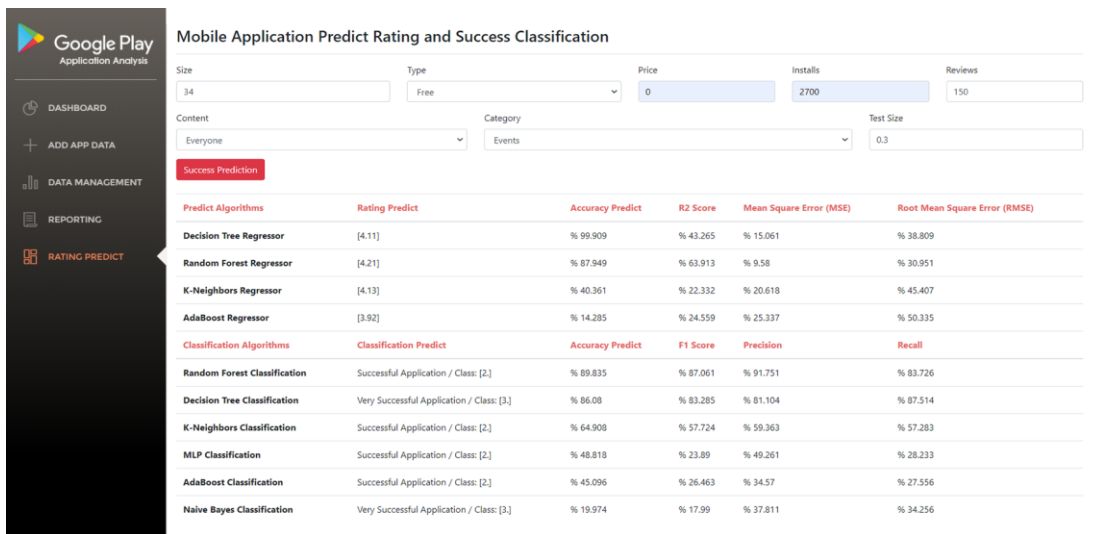 Google Play
Application Analysis
DASHBOARD
ADD APP DATA
DATA MANAGEMENT
REPORTING
RATING PREDICT
Mobile Application Predict Rating and Success Classification
Size Type Price Installs Reviews
34 Free 0 2700 150
Content Category Test Size
Everyone Events 0.3
Success Prediction
Predict Algorithms Rating Predict Accuracy Predict R2 Score Mean Square Error (MSE) Root Mean Square Error (RMSE)
Decision Tree Regressor [4.11] % 99.909 % 43.265 % 15.061 % 38.809
Random Forest Regressor [4.21] % 87.949 % 63.913 % 9.58 % 30.951
K-Neighbors Regressor [4.13] % 40.361 % 22.332 % 20.618 % 45.407
AdaBoost Regressor [3.92] % 14.285 % 24.559 % 25.337 % 50.335
Classification Algorithms Classification Predict Accuracy Predict F1 Score Precision Recall
Random Forest Classification Successful Application / Class: [2.] % 89.835 % 87.061 % 91.751 % 83.726
Decision Tree Classification Very Successful Application / Class: [3.] % 86.08 % 83.285 % 81.104 % 87.514
K-Neighbors Classification Successful Application / Class: [2.] % 64.908 % 57.724 % 59.363 % 57.283
MLP Classification Successful Application / Class: [2.] % 48.818 % 23.89 % 49.261 % 28.233
AdaBoost Classification Successful Application / Class: [2.] % 45.096 % 26.463 % 34.57 % 27.556
Naive Bayes Classification Very Successful Application / Class: [3.] % 19.974 % 17.99 % 37.811 % 34.256